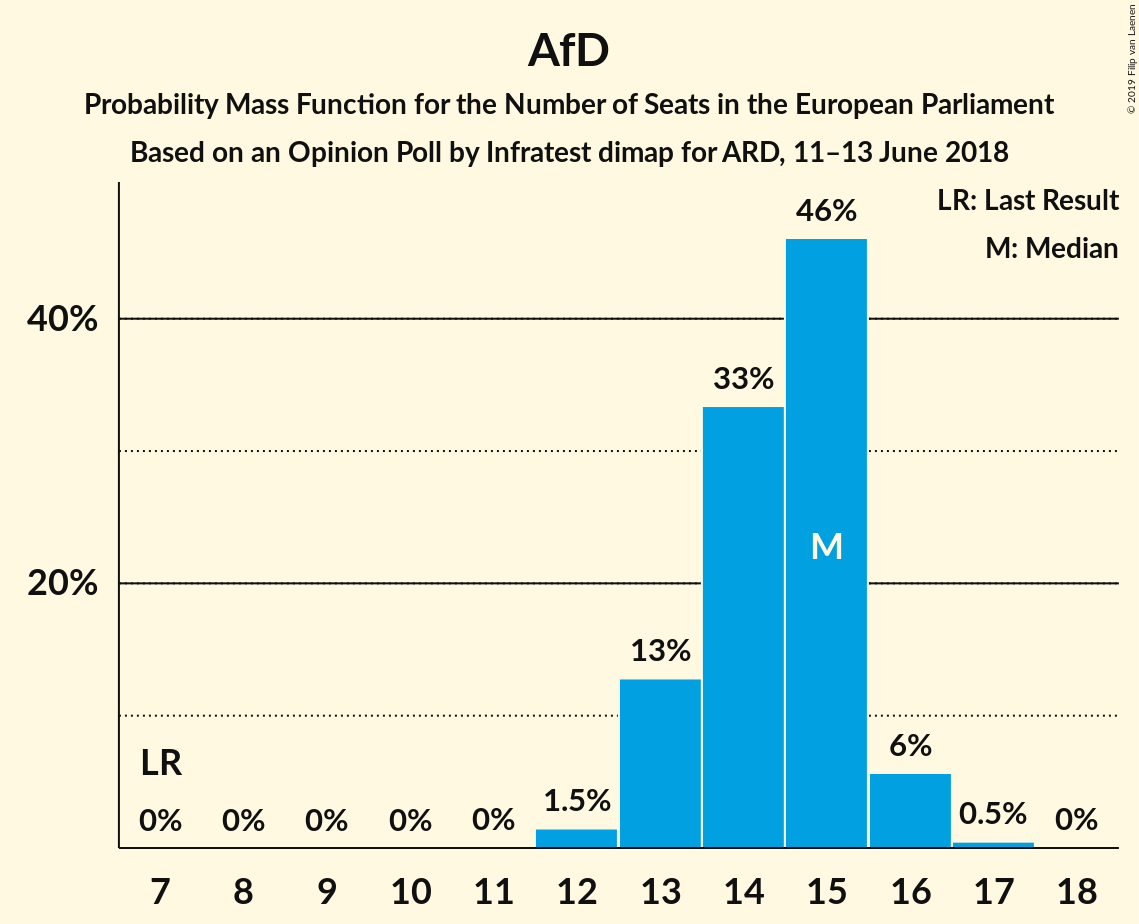 AfD
Probability Mass Function for the Number of Seats in the European Parliament
Based on an Opinion Poll by Infratest dimap for ARD, 11–13 June 2018
© 2019 Filip van Laenen
LR: Last Result
M: Median
46%
40%
33%
M
20%
13%
LR
6%
0% 0% 0% 0% 0% 1.5% 0.5% 0%
7 8 9 10 11 12 13 14 15 16 17 18